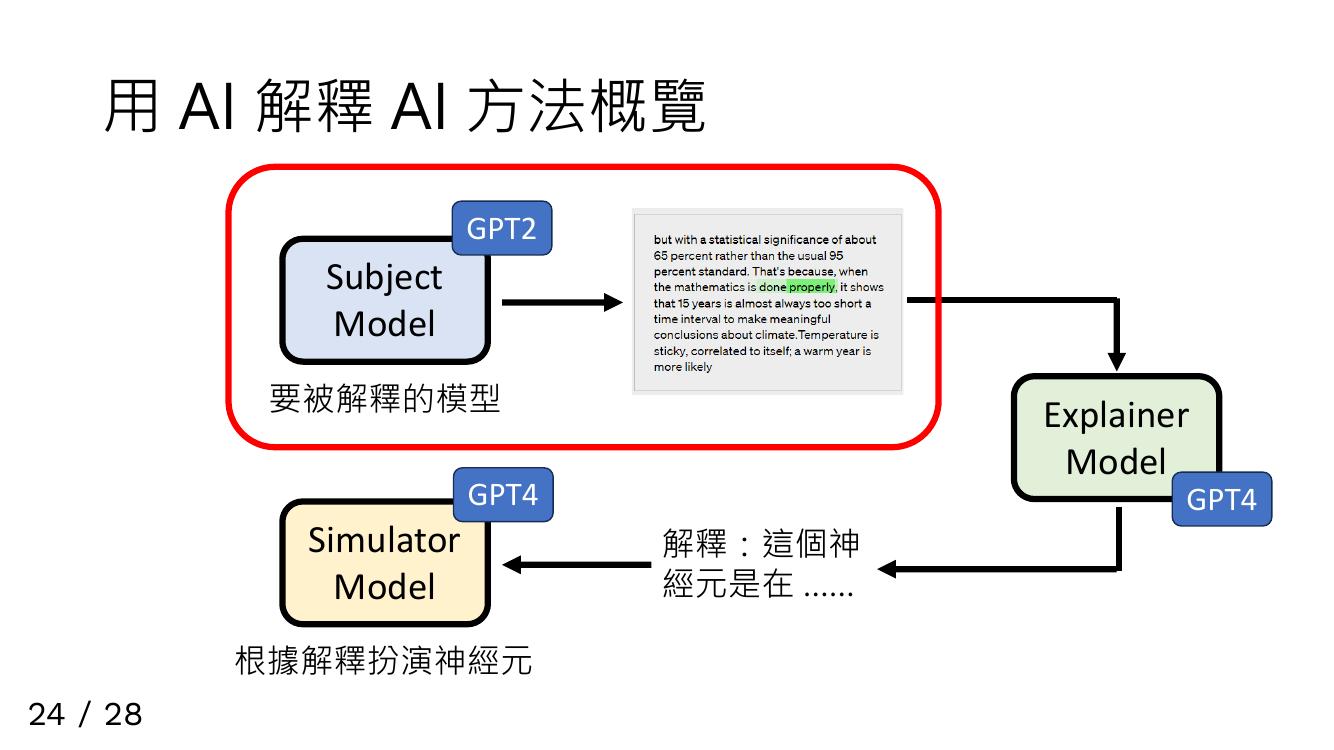 用 AI 解釋 AI 方法概覽
GPT2
Subject
Model
要被解釋的模型
but with a statistical significance of about
65 percent rather than the usual 95
percent standard. That's because, when
the mathematics is done properly, it shows
that 15 years is almost always too short a
time interval to make meaningful
conclusions about climate.Temperature is
sticky, correlated to itself; a warm year is
more likely
Explainer
Model
GPT4
解釋：這個神
經元是在 ......
GPT4
Simulator
Model
根據解釋扮演神經元
24 / 28